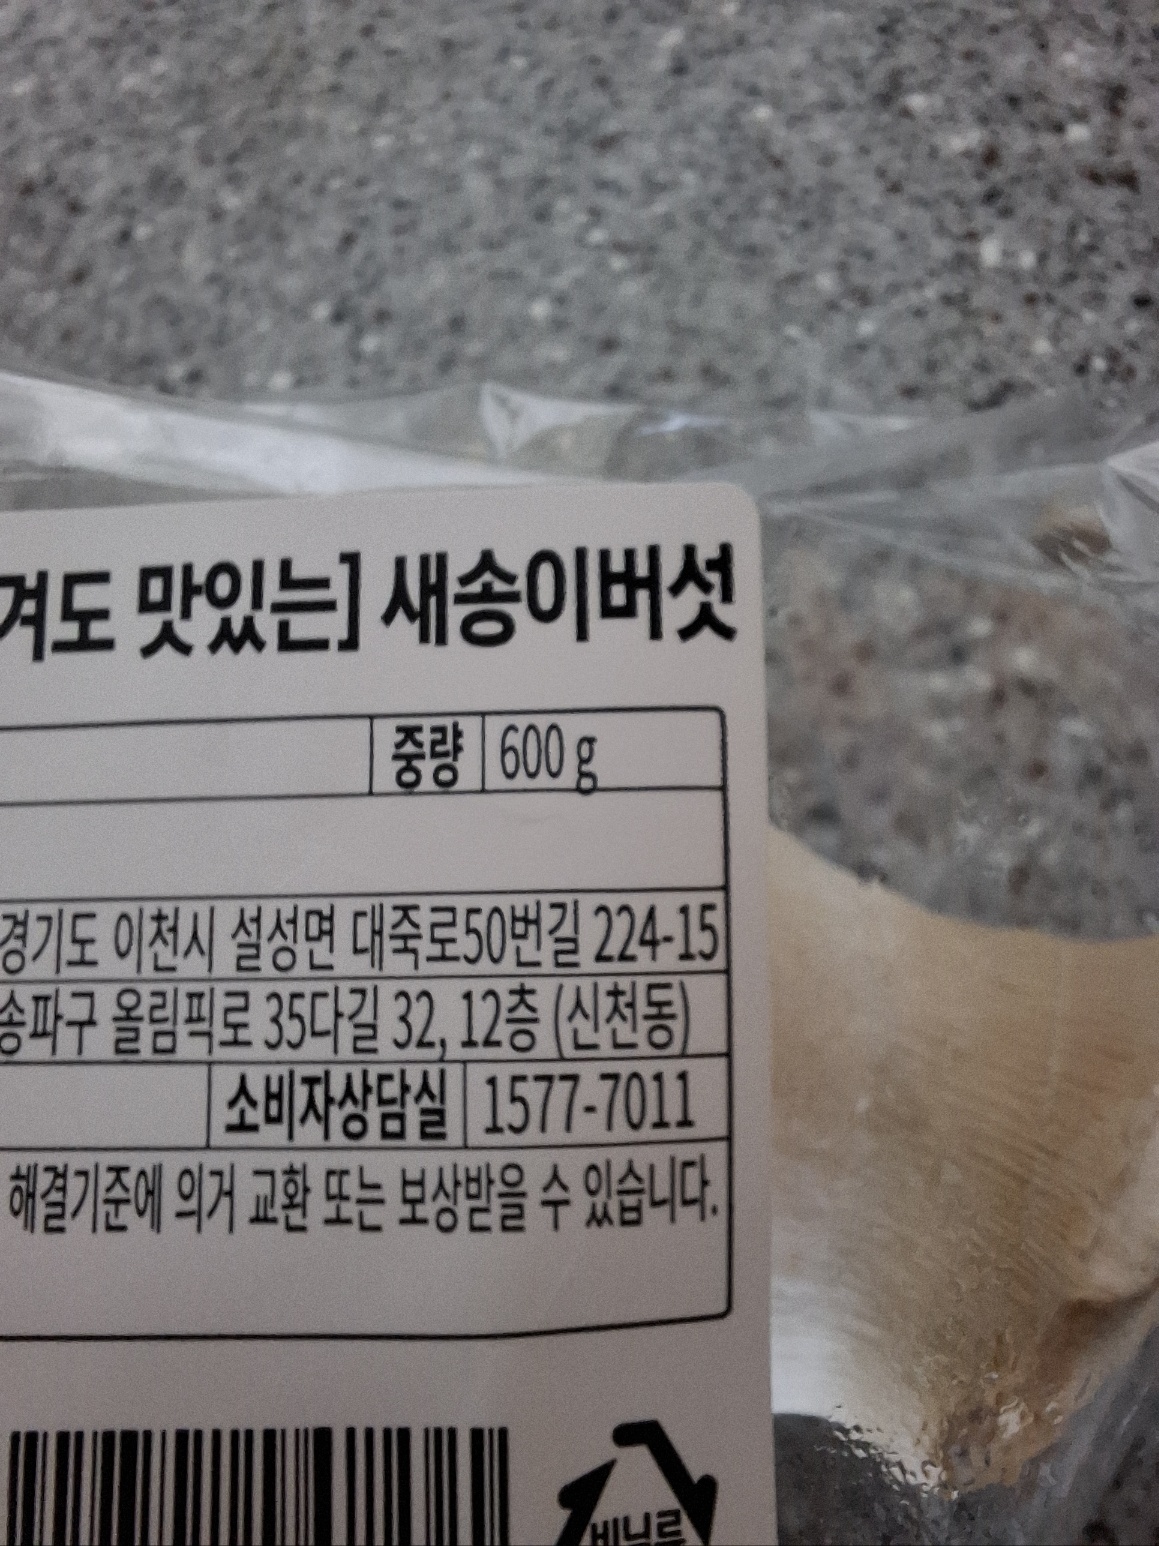 겨도 맛있는] 새송이버섯
중량 600 g
경기도 이천시 설성면 대죽로50번길 224-15
송파구 올림픽로 35다길 32, 12층 (신천동)
소비자상담실 1577-7011
해결기준에 의거 교환 또는 보상받을 수 있습니다.
비닐류